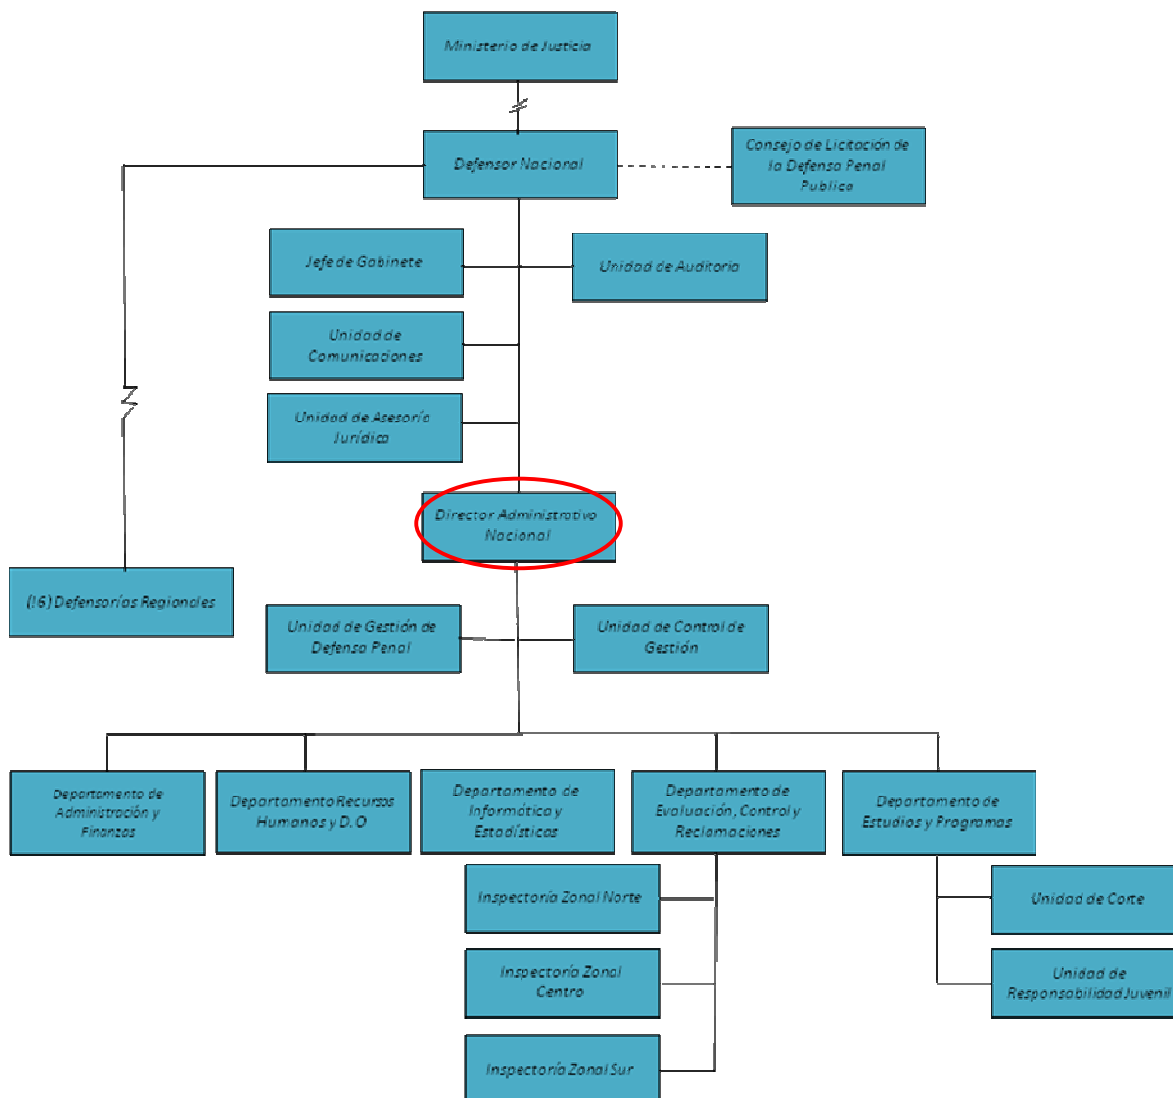 Ministerio de Justicia
Defensor Nacional
Consejo de Licitación de
la Defensa Penal
Publica
Jefe de Gabinete
Unidad de Auditoria
Unidad de
Comunicaciones
Unidad de Asesoría
Jurídica
Director Administrativo
Nacional
(16) Defensorías Regionales
Unidad de Gestión de
Defensa Penal
Unidad de Control de
Gestión
Departamento de
Administración y
Finanzas
Departamento Recursos
Humanos y D.O
Departamento de
Informática y
Estadísticas
Departamento de
Evaluación, Control y
Reclamaciones
Departamento de
Estudios y Programas
Inspectoría Zonal Norte
Inspectoría Zonal
Centro
Inspectoría Zonal Sur
Unidad de Corte
Unidad de
Responsabilidad Juvenil